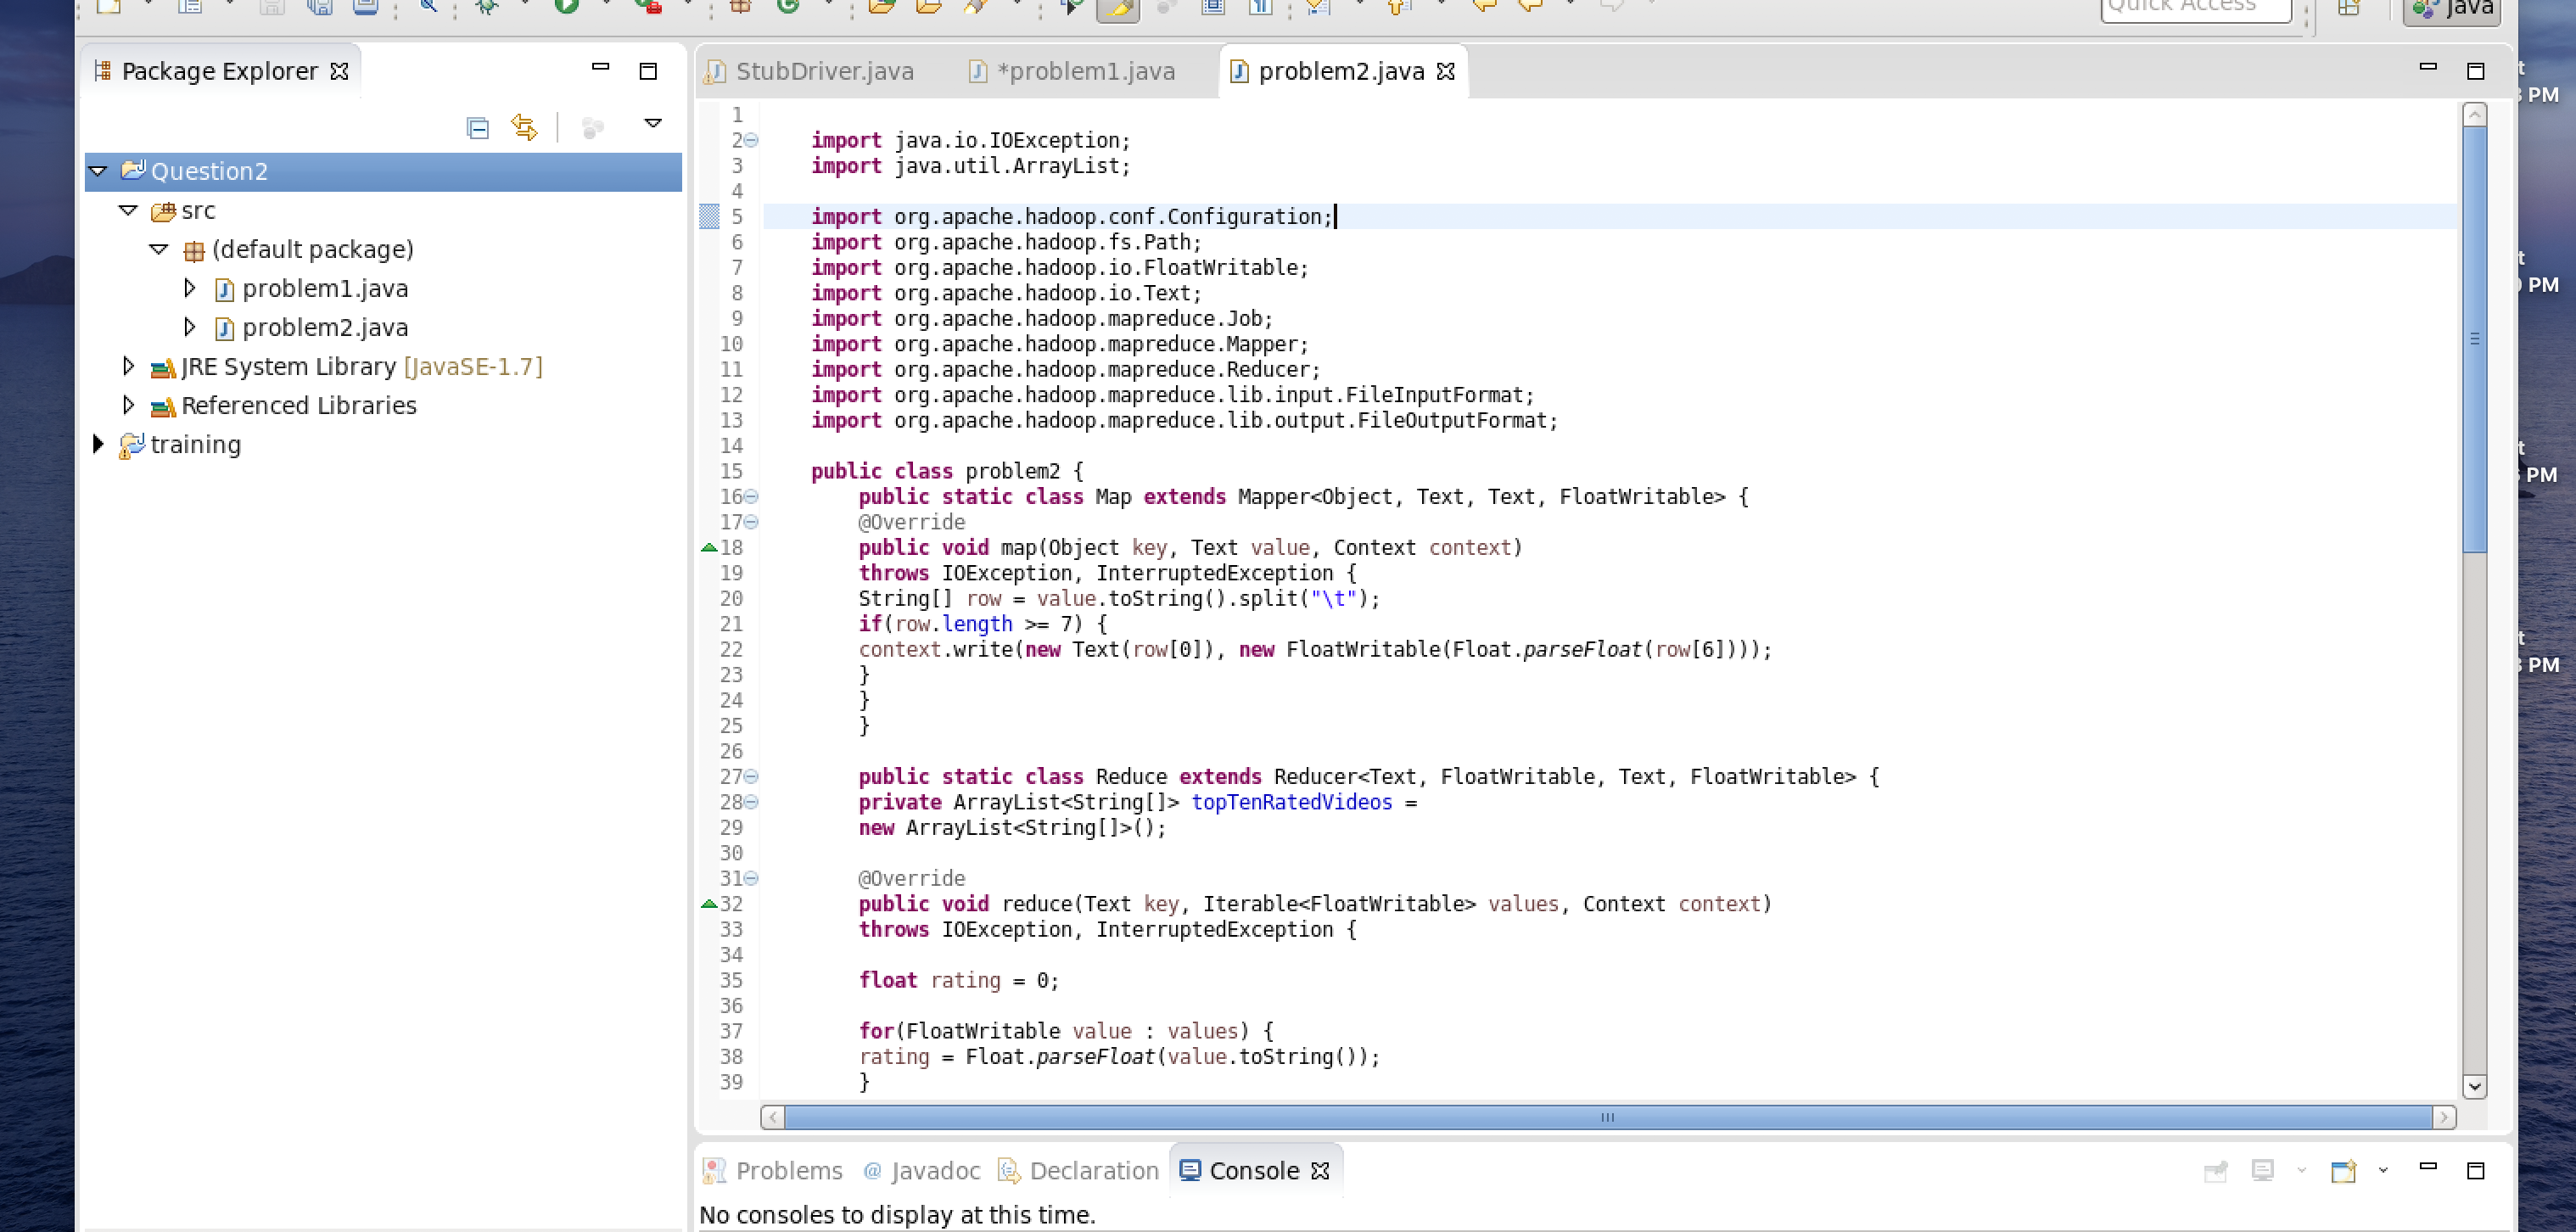 Quick Access
Java
Package Explorer
StubDriver.java
*problem1.java
problem2.java
Question2
src
(default package)
problem1.java
problem2.java
JRE System Library [JavaSE-1.7]
Referenced Libraries
training
1
2 import java.io.IOException;
3 import java.util.ArrayList;
4
5 import org.apache.hadoop.conf.Configuration;
6 import org.apache.hadoop.fs.Path;
7 import org.apache.hadoop.io.FloatWritable;
8 import org.apache.hadoop.io.Text;
9 import org.apache.hadoop.mapreduce.Job;
10 import org.apache.hadoop.mapreduce.Mapper;
11 import org.apache.hadoop.mapreduce.Reducer;
12 import org.apache.hadoop.mapreduce.lib.input.FileInputFormat;
13 import org.apache.hadoop.mapreduce.lib.output.FileOutputFormat;
14
15 public class problem2 {
16 public static class Map extends Mapper<Object, Text, Text, FloatWritable> {
17 @Override
18 public void map(Object key, Text value, Context context)
19 throws IOException, InterruptedException {
20 String[] row = value.toString().split("\t");
21 if(row.length >= 7) {
22 context.write(new Text(row[0]), new FloatWritable(Float.parseFloat(row[6])));
23 }
24 }
25 }
26
27 public static class Reduce extends Reducer<Text, FloatWritable, Text, FloatWritable> {
28 private ArrayList<String[]> topTenRatedVideos =
29 new ArrayList<String[]>();
30
31 @Override
32 public void reduce(Text key, Iterable<FloatWritable> values, Context context)
33 throws IOException, InterruptedException {
34
35 float rating = 0;
36
37 for(FloatWritable value : values) {
38 rating = Float.parseFloat(value.toString());
39 }
Problems
Javadoc
Declaration
Console
No consoles to display at this time.
PM
PM
PM
PM